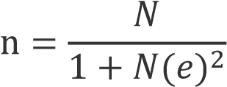 n = N / (1 + N(e)²)